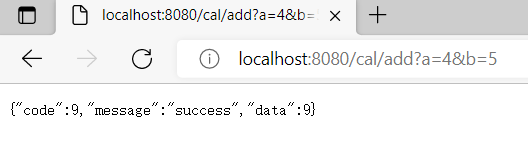 localhost:8080/cal/add?a=4&b=
localhost:8080/cal/add?a=4&b=5
{"code":9,"message":"success","data":9}